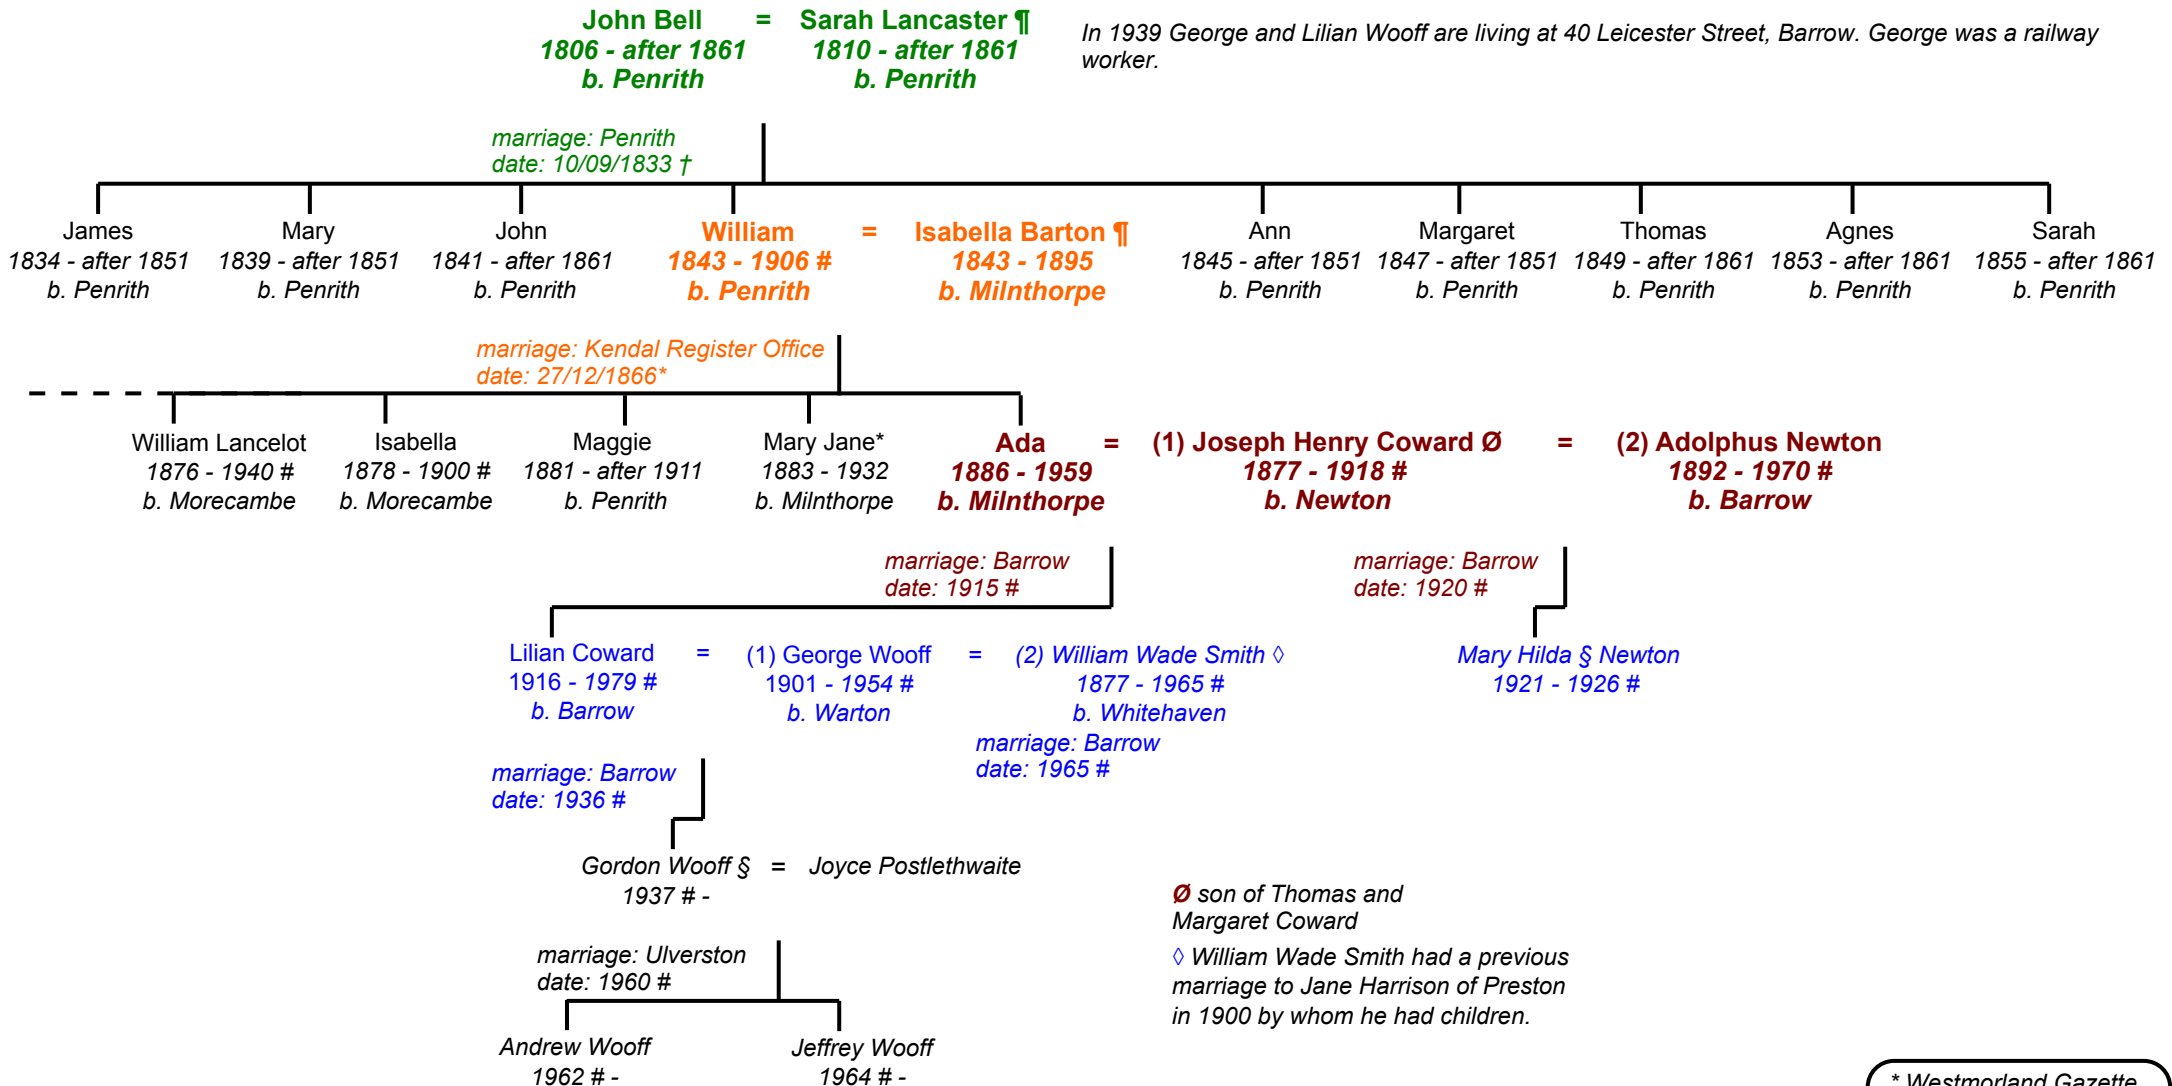 John Bell = Sarah Lancaster ¶
1806 - after 1861 1810 - after 1861
b. Penrith b. Penrith
In 1939 George and Lilian Wooff are living at 40 Leicester Street, Barrow. George was a railway
worker.
marriage: Penrith
date: 10/09/1833 †
James Mary John William = Isabella Barton ¶ Ann Margaret Thomas Agnes Sarah
1834 - after 1851 1839 - after 1851 1841 - after 1861 1843 - 1906 # 1843 - 1895 1845 - after 1851 1847 - after 1851 1849 - after 1861 1853 - after 1861 1855 - after 1861
b. Penrith b. Penrith b. Penrith b. Penrith b. Milnthorpe b. Penrith b. Penrith b. Penrith b. Penrith b. Penrith
marriage: Kendal Register Office
date: 27/12/1866*
William Lancelot Isabella Maggie Mary Jane* Ada = (1) Joseph Henry Coward Ø = (2) Adolphus Newton
1876 - 1940 # 1878 - 1900 # 1881 - after 1911 1883 - 1932 1886 - 1959 1877 - 1918 # 1892 - 1970 #
b. Morecambe b. Morecambe b. Penrith b. Milnthorpe b. Milnthorpe b. Newton b. Barrow
marriage: Barrow marriage: Barrow
date: 1915 # date: 1920 #
Lilian Coward = (1) George Wooff = (2) William Wade Smith ◊ Mary Hilda § Newton
1916 - 1979 # 1901 - 1954 # 1877 - 1965 # 1921 - 1926 #
b. Barrow b. Warton b. Whitehaven
marriage: Barrow
date: 1965 #
marriage: Barrow
date: 1936 #
Gordon Wooff § = Joyce Postlethwaite
1937 # -
Ø son of Thomas and
Margaret Coward
◊ William Wade Smith had a previous
marriage to Jane Harrison of Preston
in 1900 by whom he had children.
marriage: Ulverston
date: 1960 #
Andrew Wooff Jeffrey Wooff
1962 # - 1964 # -
* Westmorland Gazette